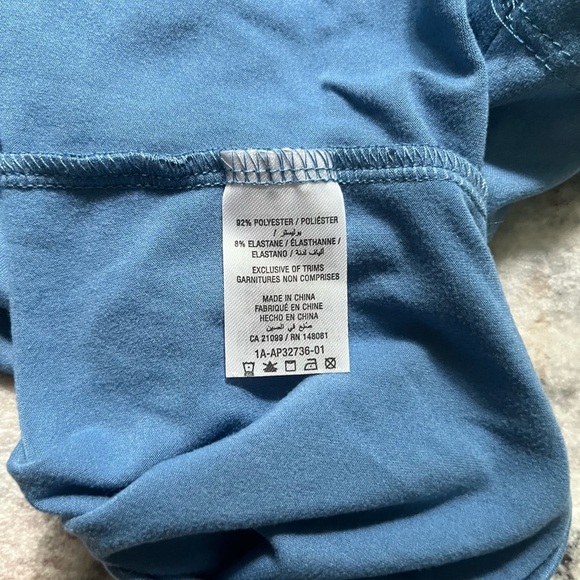 92% POLYESTER / POLIÉSTER
/ بوليستر
8% ELASTANE / ÉLASTHANNE /
ELASTANO / ألياف لدنة
EXCLUSIVE OF TRIMS
GARNITURES NON COMPRISES
MADE IN CHINA
FABRIQUÉ EN CHINE
HECHO EN CHINA
صنع في الصين
CA 21099 / RN 148061
1A-AP32736-01